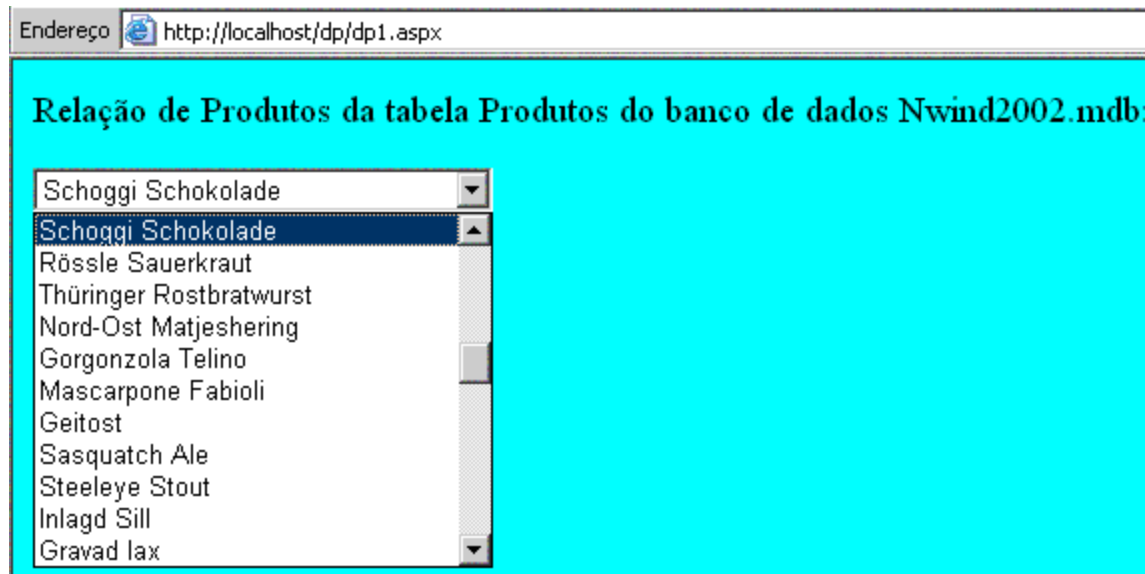 Endereço http://localhost/dp/dp1.aspx
Relação de Produtos da tabela Produtos do banco de dados Nwind2002.mdb:
Schoggi Schokolade
Schoggi Schokolade
Rössle Sauerkraut
Thüringer Rostbratwurst
Nord-Ost Matjeshering
Gorgonzola Telino
Mascarpone Fabioli
Geitost
Sasquatch Ale
Steeleye Stout
Inlagd Sill
Gravad lax